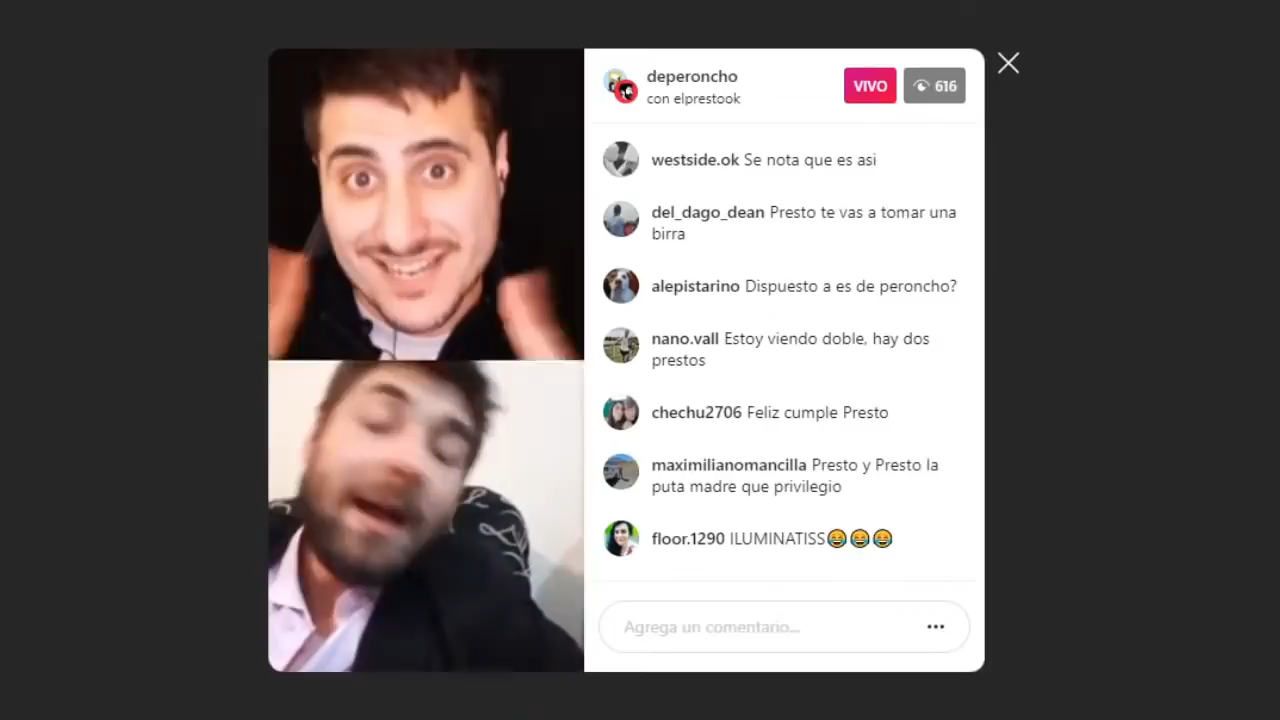 deperoncho
con elprestook
VIVO
616
westside.ok Se nota que es asi
del_dago_dean Presto te vas a tomar una
birra
alepistarino Dispuesto a es de peroncho?
nano.vall Estoy viendo doble, hay dos
prestos
chechu2706 Feliz cumple Presto
maximilianomancilla Presto y Presto la
puta madre que privilegio
floor.1290 ILUMINATISS😂😂😂
Agrega un comentario...